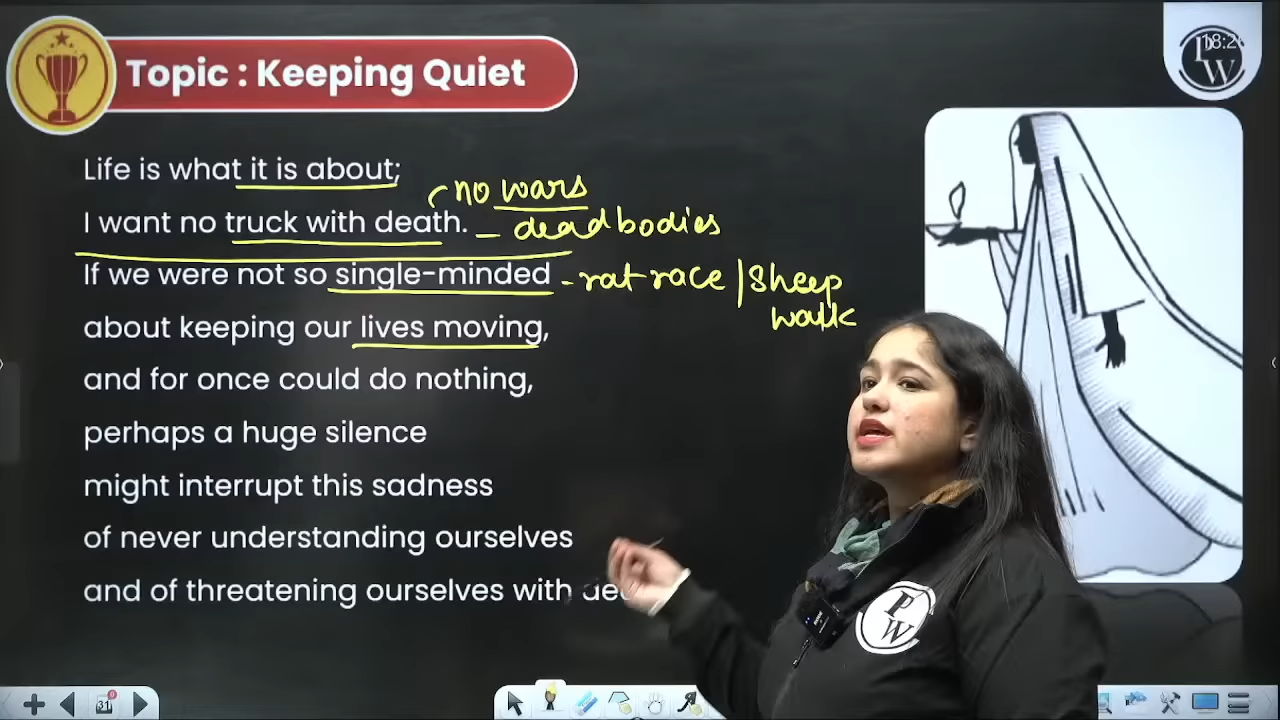 Topic : Keeping Quiet
18:2
PW
Life is what it is about;
no wars
I want no truck with death. - dead bodies
If we were not so single-minded - rat race / Sheep
walk
about keeping our lives moving,
and for once could do nothing,
perhaps a huge silence
might interrupt this sadness
of never understanding ourselves
and of threatening ourselves with
PW
31